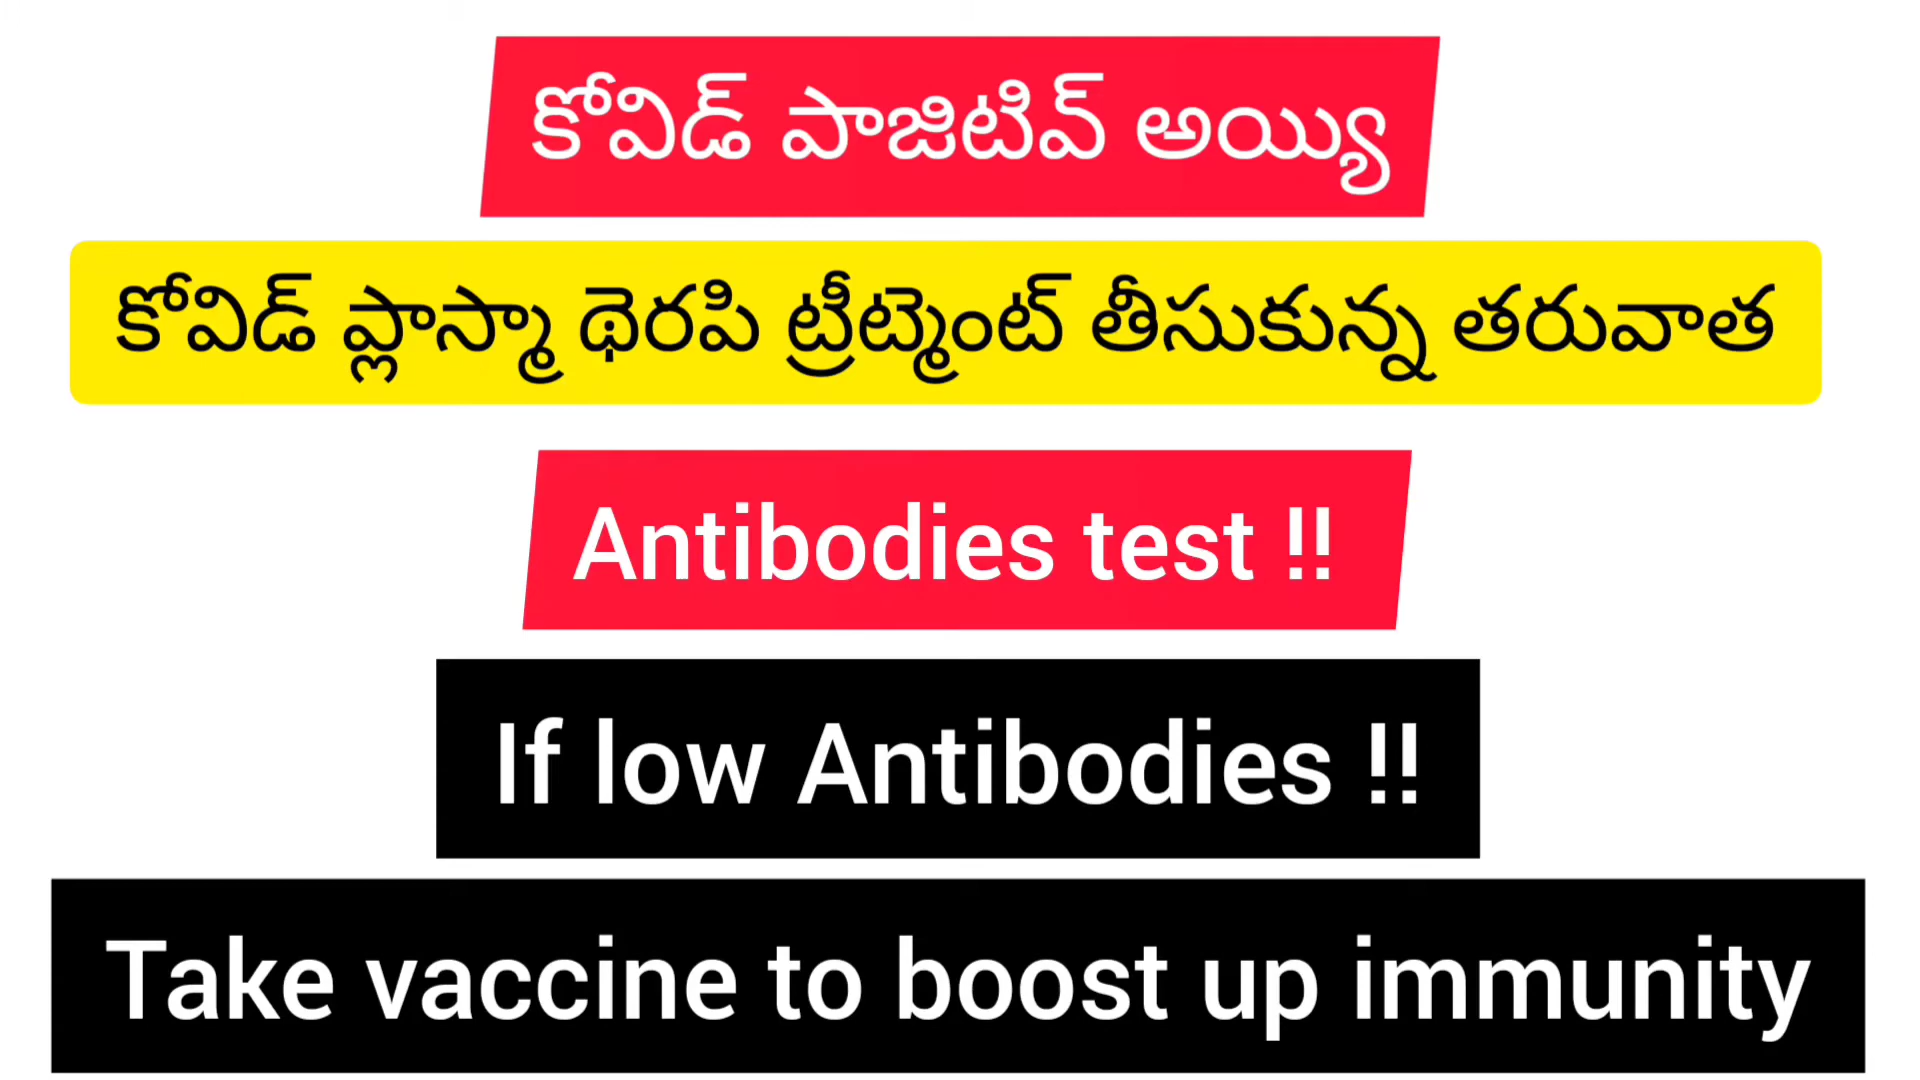 కోవిడ్ పాజిటివ్ అయ్యి
కోవిడ్ ప్లాస్మా థెరపి ట్రీట్మెంట్ తీసుకున్న తరువాత
Antibodies test !!
If low Antibodies !!
Take vaccine to boost up immunity